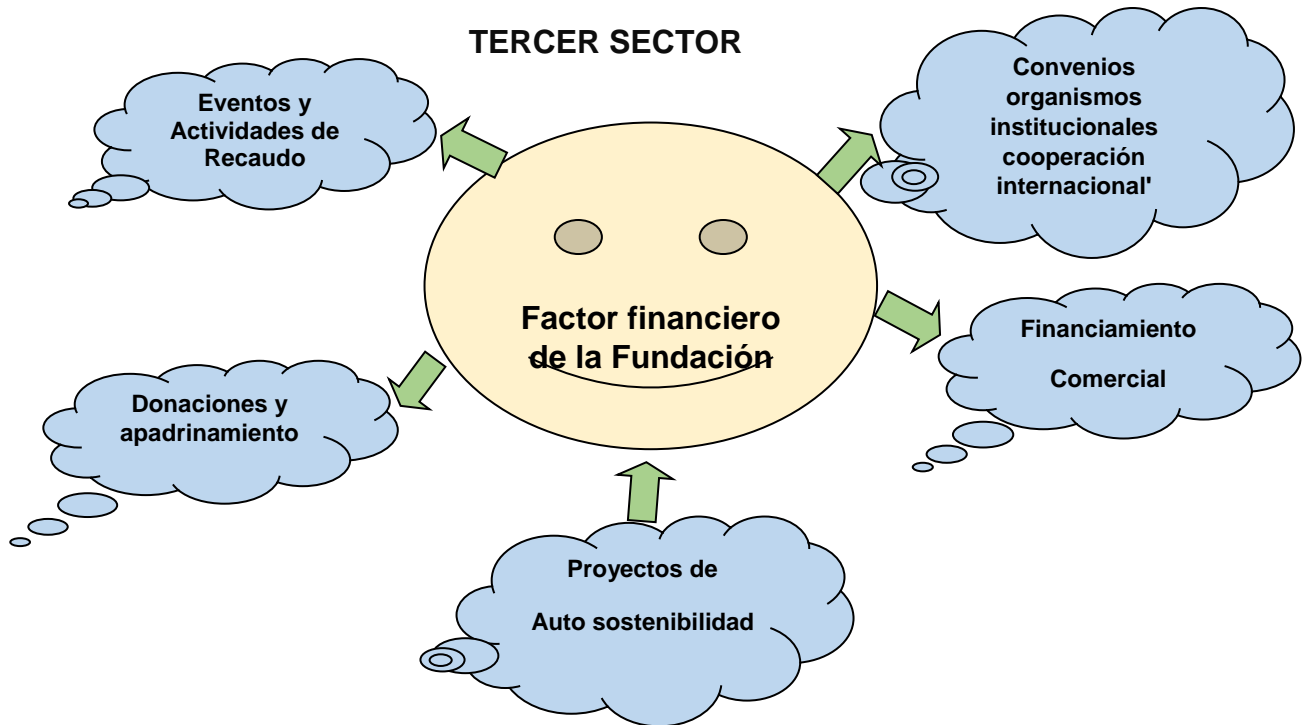 TERCER SECTOR
Eventos y
Actividades de
Recaudo
Convenios
organismos
institucionales
cooperación
internacional'
Factor financiero
de la Fundación
Financiamiento
Comercial
Donaciones y
apadrinamiento
Proyectos de
Auto sostenibilidad